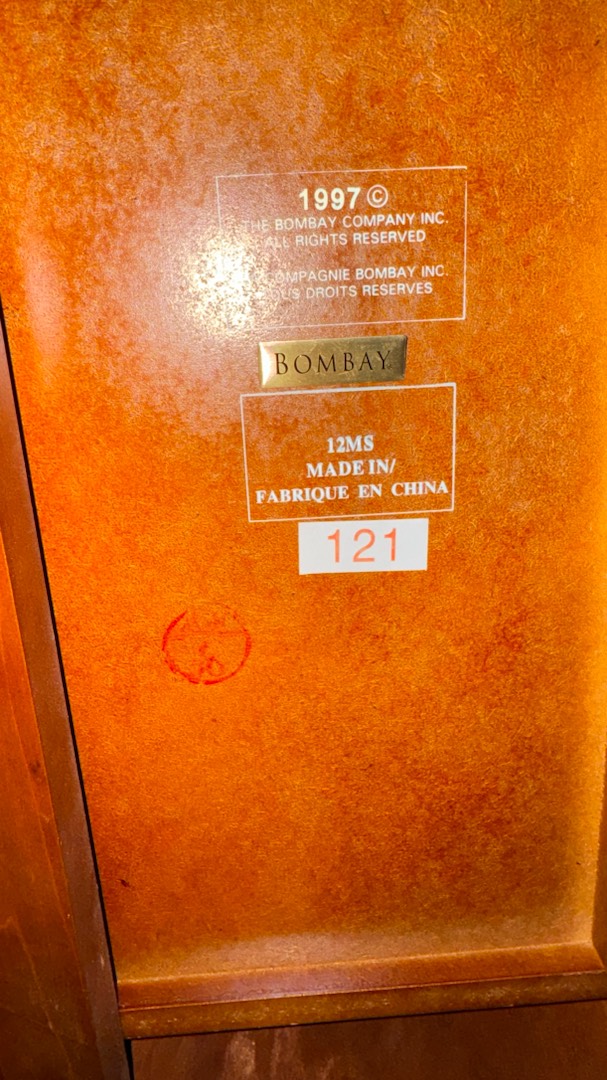 1997 ©
THE BOMBAY COMPANY INC.
ALL RIGHTS RESERVED
COMPAGNIE BOMBAY INC.
DROITS RESERVES
BOMBAY
12MS
MADE IN/
FABRIQUE EN CHINA
121